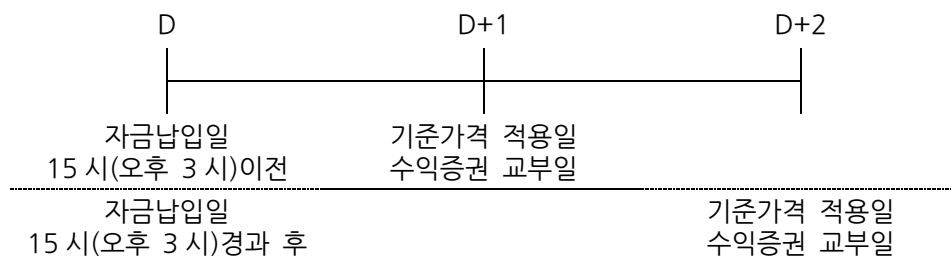 D D+1 D+2
자금납입일 기준가격 적용일
15 시(오후 3 시)이전 수익증권 교부일
자금납입일 기준가격 적용일
15 시(오후 3 시)경과 후 수익증권 교부일